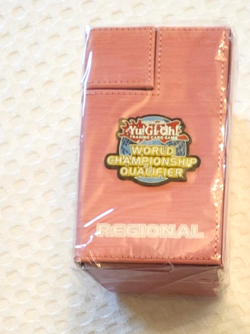 Yu-Gi-Oh!
TRADING CARD GAME
WORLD
CHAMPIONSHIP
QUALIFIER
REGIONAL